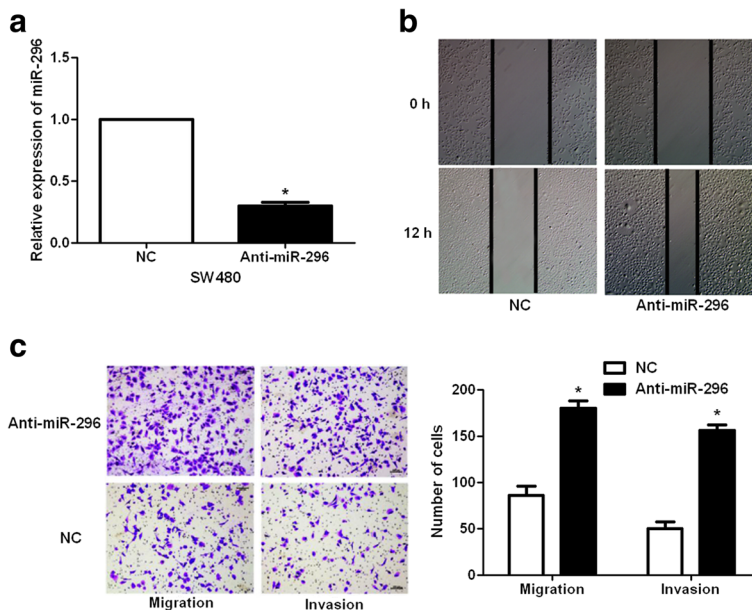 a
Relative expression of miR-296
1.5
1.0
0.5
0.0
*
NC
Anti-miR-296
SW480
b
0 h
12 h
NC
Anti-miR-296
c
Anti-miR-296
NC
Migration
Invasion
NC
Anti-miR-296
Number of cells
200
150
100
50
0
*
*
Migration
Invasion